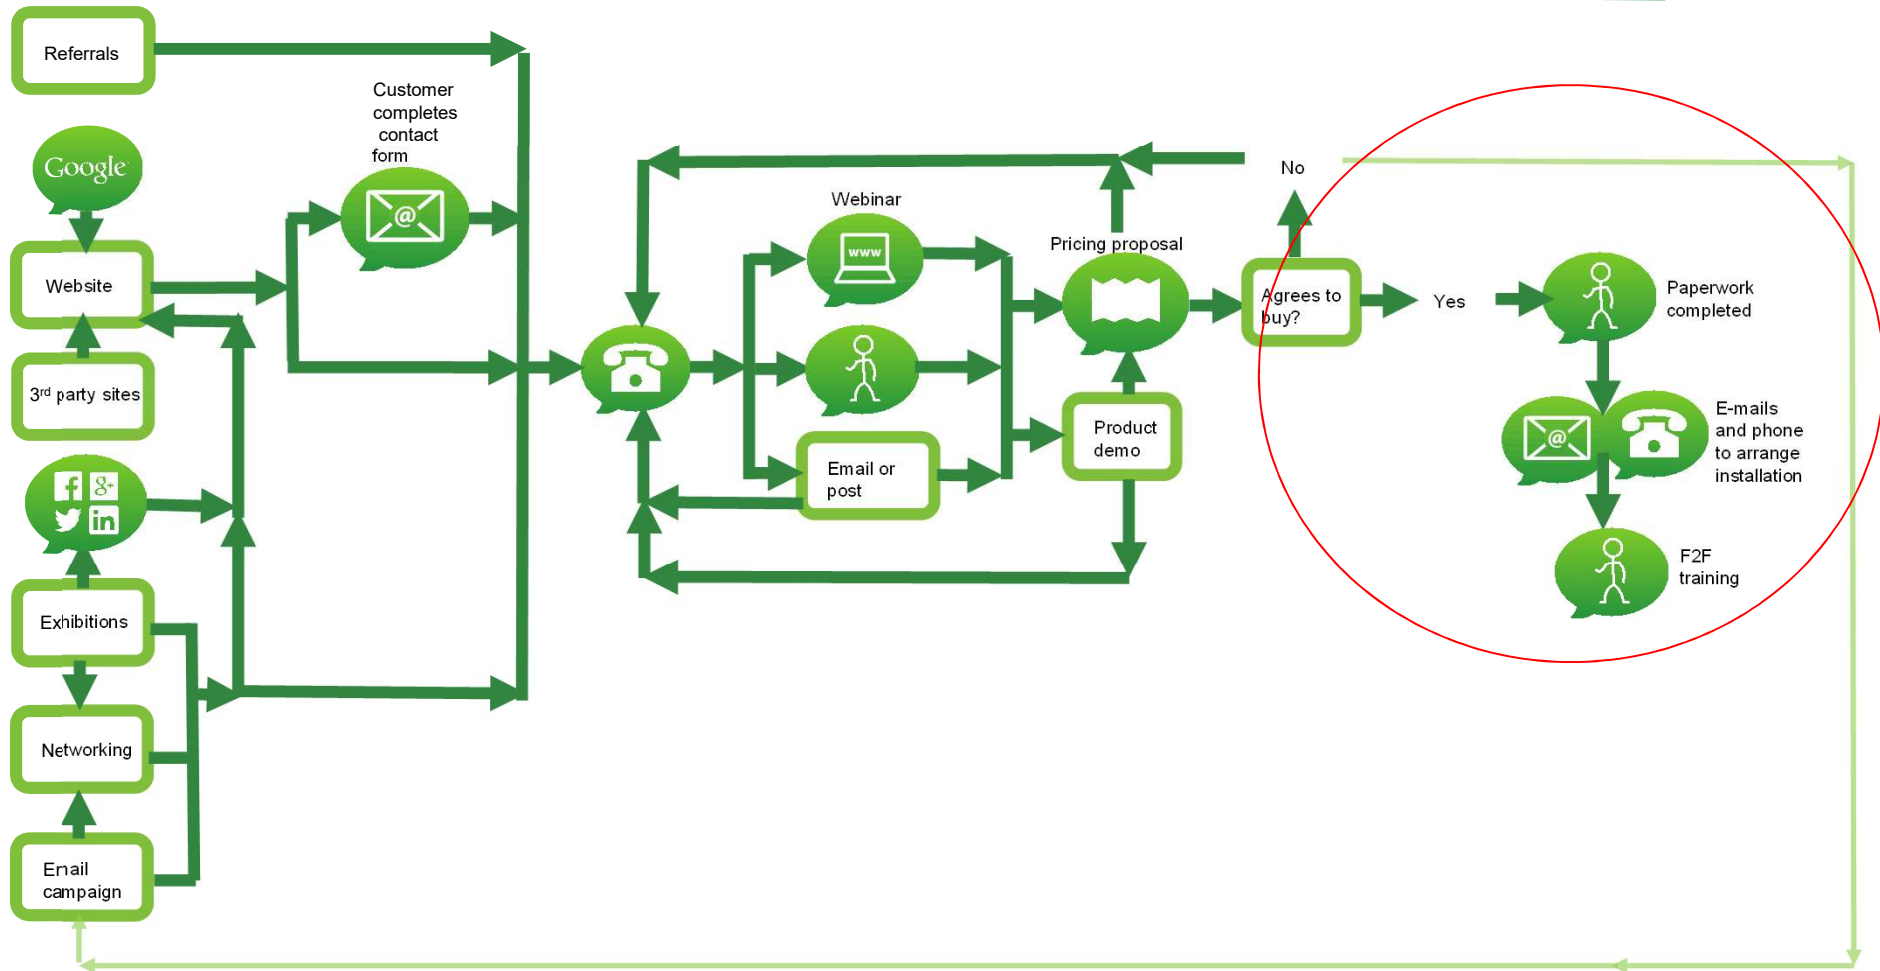 Referrals
Customer
completes
contact
form
Google
@
Website
3rd party sites
f g+
in
Exhibitions
Networking
Email
campaign
Webinar
www
Email or
post
Pricing proposal
Product
demo
No
Agrees to
buy?
Yes
Paperwork
completed
@
E-mails
and phone
to arrange
installation
F2F
training